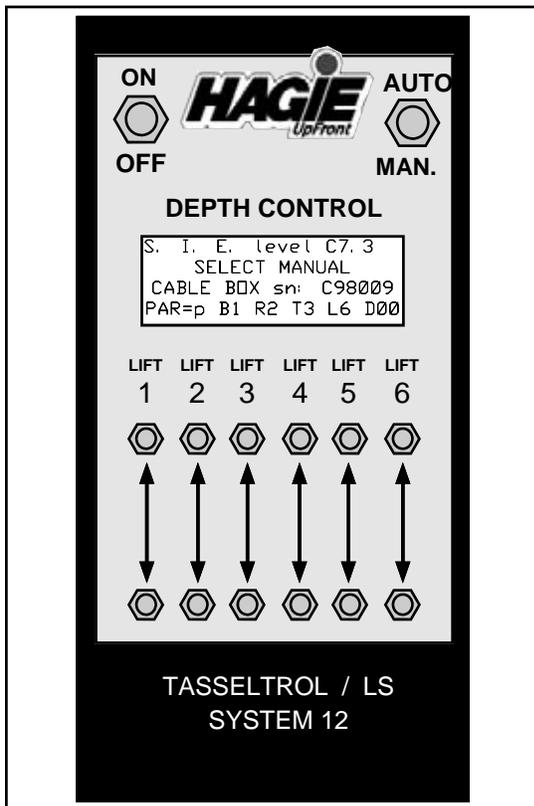 ON
HAGIE
UpFront
AUTO
OFF
MAN.
DEPTH CONTROL
S. I. E. level C7.3
SELECT MANUAL
CABLE BOX sn: C98009
PAR=p B1 R2 T3 L6 D00
LIFT LIFT LIFT LIFT LIFT LIFT
1 2 3 4 5 6
TASSELTROL / LS
SYSTEM 12